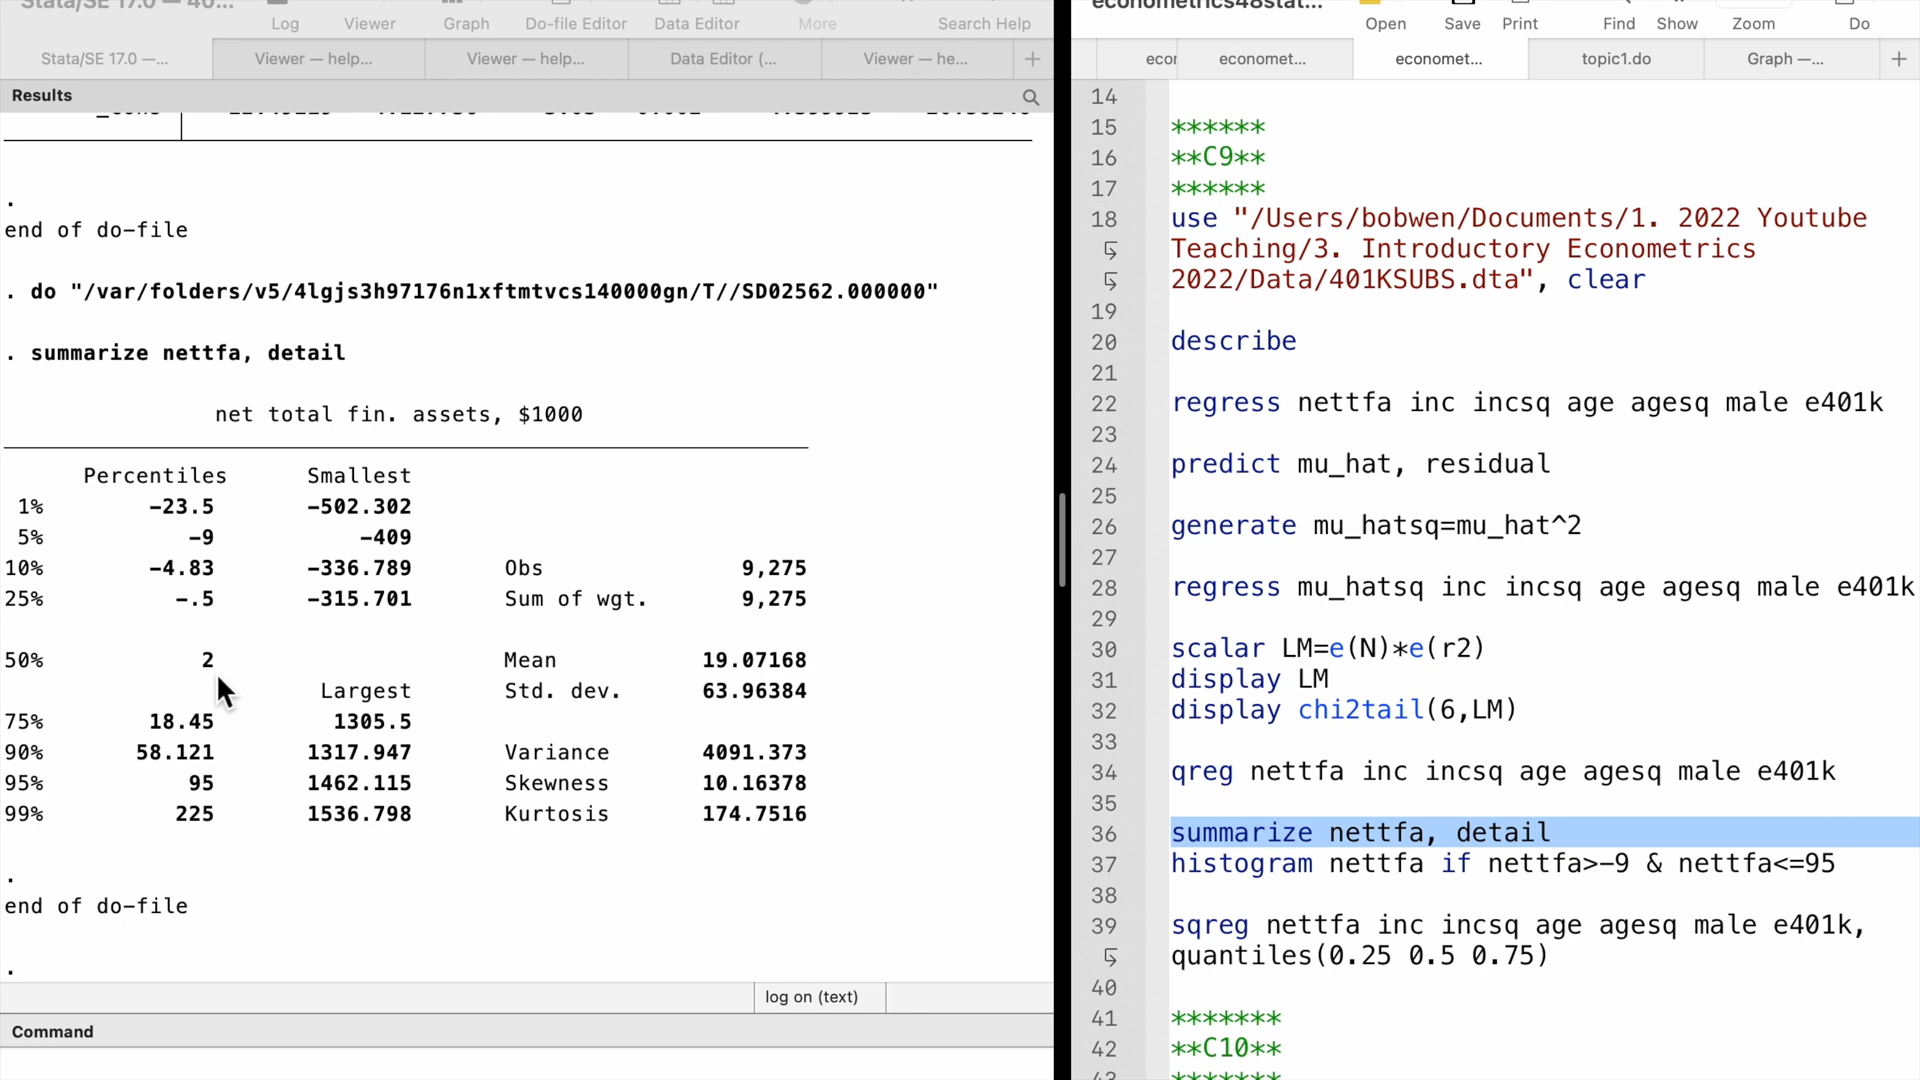 Stata/SE 17.0 — 40...
Log Viewer Graph Do-file Editor Data Editor More Search Help
Stata/SE 17.0 —... Viewer — help... Viewer — help... Data Editor (... Viewer — he... +
Results
_cons
.
end of do-file
. do "/var/folders/v5/4lgjs3h97176n1xftmtvcs140000gn/T//SD02562.000000"
. summarize nettfa, detail
net total fin. assets, $1000
Percentiles Smallest
1% -23.5 -502.302
5% -9 -409
10% -4.83 -336.789 Obs 9,275
25% -.5 -315.701 Sum of wgt. 9,275
50% 2 Mean 19.07168
Largest Std. dev. 63.96384
75% 18.45 1305.5
90% 58.121 1317.947 Variance 4091.373
95% 95 1462.115 Skewness 10.16378
99% 225 1536.798 Kurtosis 174.7516
.
end of do-file
.
log on (text)
Command
econometrics48stat...
Open Save Print Find Show Zoom Do
econ economet... economet... topic1.do Graph —... +
14
15 ******
16 **C9**
17 ******
18 use "/Users/bobwen/Documents/1. 2022 Youtube
Teaching/3. Introductory Econometrics
2022/Data/401KSUBS.dta", clear
19
20 describe
21
22 regress nettfa inc incsq age agesq male e401k
23
24 predict mu_hat, residual
25
26 generate mu_hatsq=mu_hat^2
27
28 regress mu_hatsq inc incsq age agesq male e401k
29
30 scalar LM=e(N)*e(r2)
31 display LM
32 display chi2tail(6,LM)
33
34 qreg nettfa inc incsq age agesq male e401k
35
36 summarize nettfa, detail
37 histogram nettfa if nettfa>-9 & nettfa<=95
38
39 sqreg nettfa inc incsq age agesq male e401k,
quantiles(0.25 0.5 0.75)
40
41 *******
42 **C10**
43 *******